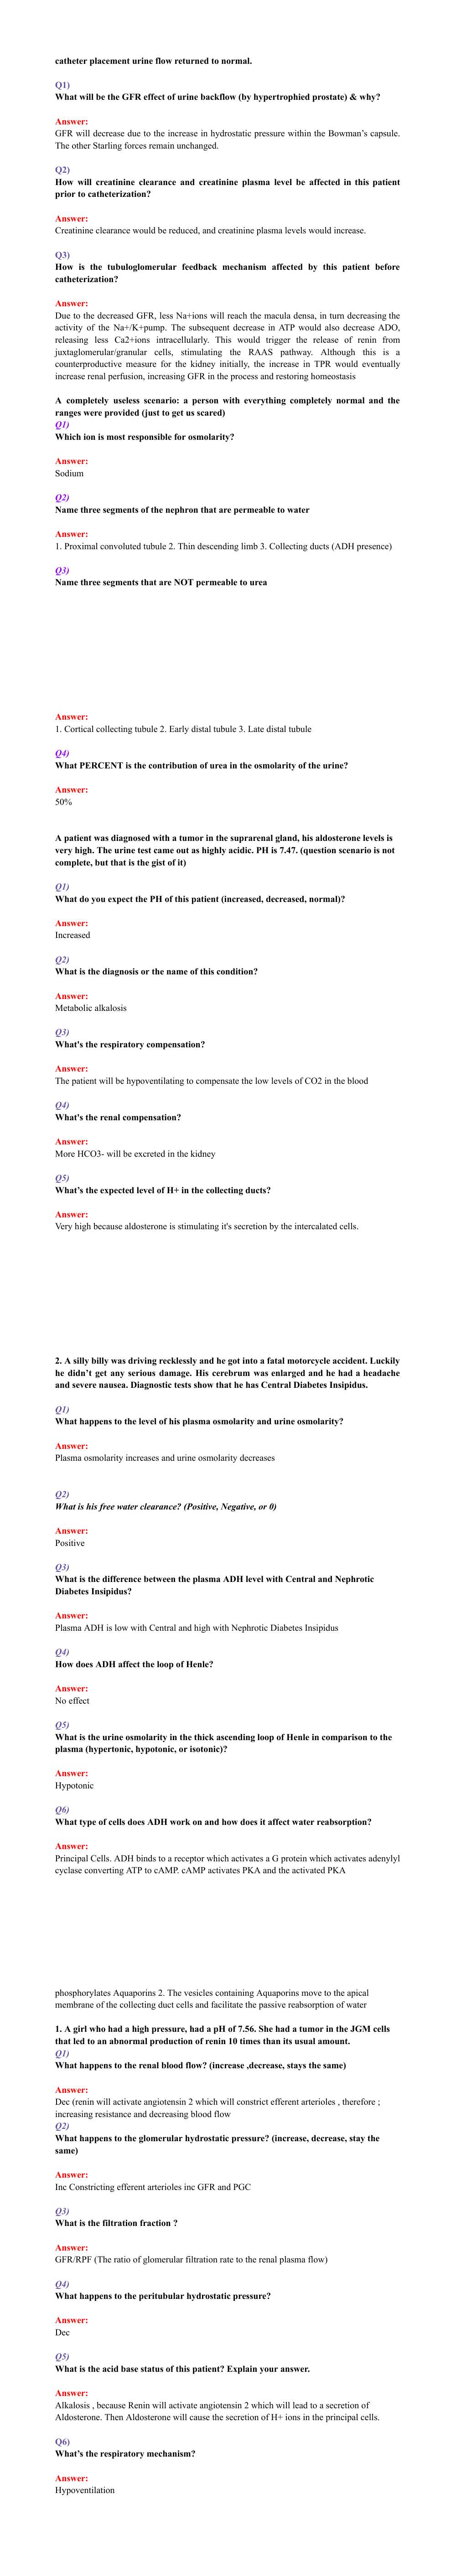 catheter placement urine flow returned to normal.
Q1)
What will be the GFR effect of urine backflow (by hypertrophied prostate) & why?
Answer:
GFR will decrease due to the increase in hydrostatic pressure within the Bowman's capsule.
The other Starling forces remain unchanged.
Q2)
How will creatinine clearance and creatinine plasma level be affected in this patient
prior to catheterization?
Answer:
Creatinine clearance would be reduced, and creatinine plasma levels would increase.
Q3)
How is the tubuloglomerular feedback mechanism affected by this patient before
catheterization?
Answer:
Due to the decreased GFR, less Na+ions will reach the macula densa, in turn decreasing the
activity of the Na+/K+pump. The subsequent decrease in ATP would also decrease ADO,
releasing less Ca2+ions intracellularly. This would trigger the release of renin from
juxtaglomerular/granular cells, stimulating the RAAS pathway. Although this is a
counterproductive measure for the kidney initially, the increase in TPR would eventually
increase renal perfusion, increasing GFR in the process and restoring homeostasis
A completely useless scenario: a person with everything completely normal and the
ranges were provided (just to get us scared)
Q1)
Which ion is most responsible for osmolarity?
Answer:
Sodium
Q2)
Name three segments of the nephron that are permeable to water
Answer:
1. Proximal convoluted tubule 2. Thin descending limb 3. Collecting ducts (ADH presence)
Q3)
Name three segments that are NOT permeable to urea
Answer:
1. Cortical collecting tubule 2. Early distal tubule 3. Late distal tubule
Q4)
What PERCENT is the contribution of urea in the osmolarity of the urine?
Answer:
50%
A patient was diagnosed with a tumor in the suprarenal gland, his aldosterone levels is
very high. The urine test came out as highly acidic. PH is 7.47. (question scenario is not
complete, but that is the gist of it)
Q1)
What do you expect the PH of this patient (increased, decreased, normal)?
Answer:
Increased
Q2)
What is the diagnosis or the name of this condition?
Answer:
Metabolic alkalosis
Q3)
What's the respiratory compensation?
Answer:
The patient will be hypoventilating to compensate the low levels of CO2 in the blood
Q4)
What's the renal compensation?
Answer:
More HCO3- will be excreted in the kidney
Q5)
What's the expected level of H+ in the collecting ducts?
Answer:
Very high because aldosterone is stimulating it's secretion by the intercalated cells.
2. A silly billy was driving recklessly and he got into a fatal motorcycle accident. Luckily
he didn't get any serious damage. His cerebrum was enlarged and he had a headache
and severe nausea. Diagnostic tests show that he has Central Diabetes Insipidus.
Q1)
What happens to the level of his plasma osmolarity and urine osmolarity?
Answer:
Plasma osmolarity increases and urine osmolarity decreases
Q2)
What is his free water clearance? (Positive, Negative, or 0)
Answer:
Positive
Q3)
What is the difference between the plasma ADH level with Central and Nephrotic
Diabetes Insipidus?
Answer:
Plasma ADH is low with Central and high with Nephrotic Diabetes Insipidus
Q4)
How does ADH affect the loop of Henle?
Answer:
No effect
Q5)
What is the urine osmolarity in the thick ascending loop of Henle in comparison to the
plasma (hypertonic, hypotonic, or isotonic)?
Answer:
Hypotonic
Q6)
What type of cells does ADH work on and how does it affect water reabsorption?
Answer:
Principal Cells. ADH binds to a receptor which activates a G protein which activates adenylyl
cyclase converting ATP to cAMP. cAMP activates PKA and the activated PKA
phosphorylates Aquaporins 2. The vesicles containing Aquaporins move to the apical
membrane of the collecting duct cells and facilitate the passive reabsorption of water
1. A girl who had a high pressure, had a pH of 7.56. She had a tumor in the JGM cells
that led to an abnormal production of renin 10 times than its usual amount.
Q1)
What happens to the renal blood flow? (increase ,decrease, stays the same)
Answer:
Dec (renin will activate angiotensin 2 which will constrict efferent arterioles , therefore ;
increasing resistance and decreasing blood flow
Q2)
What happens to the glomerular hydrostatic pressure? (increase, decrease, stay the
same)
Answer:
Inc Constricting efferent arterioles inc GFR and PGC
Q3)
What is the filtration fraction ?
Answer:
GFR/RPF (The ratio of glomerular filtration rate to the renal plasma flow)
Q4)
What happens to the peritubular hydrostatic pressure?
Answer:
Dec
Q5)
What is the acid base status of this patient? Explain your answer.
Answer:
Alkalosis , because Renin will activate angiotensin 2 which will lead to a secretion of
Aldosterone. Then Aldosterone will cause the secretion of H+ ions in the principal cells.
Q6)
What's the respiratory mechanism?
Answer:
Hypoventilation